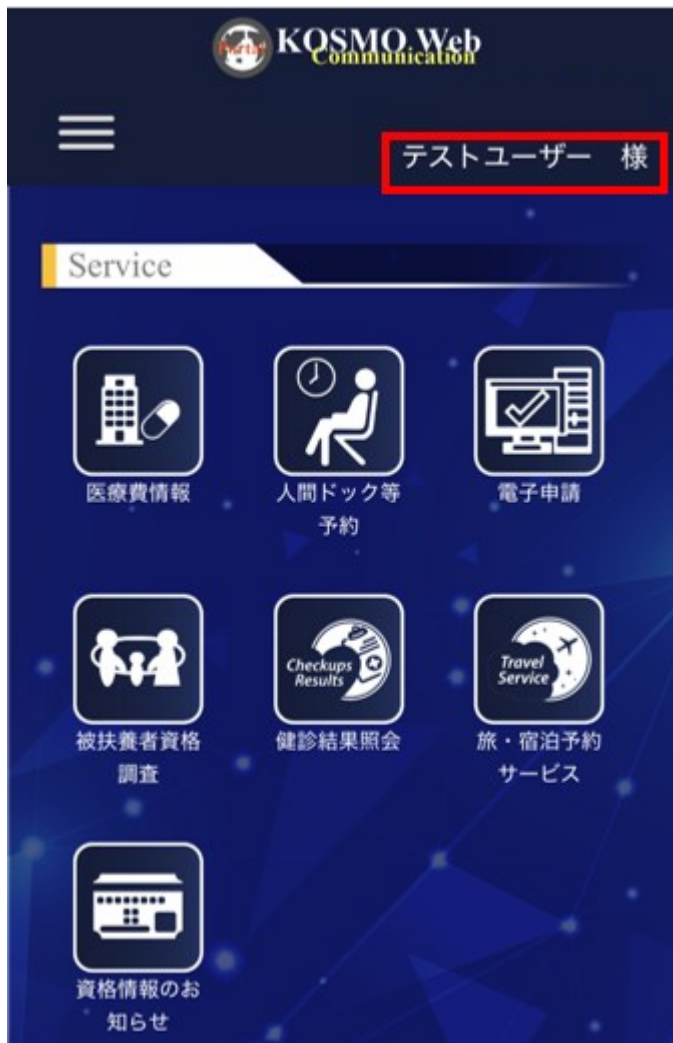 Portal
KOSMO Web
Communication
テストユーザー　様
Service
医療費情報
人間ドック等
予約
電子申請
被扶養者資格
調査
Checkups
Results
健診結果照会
Travel
Service
旅・宿泊予約
サービス
資格情報のお
知らせ